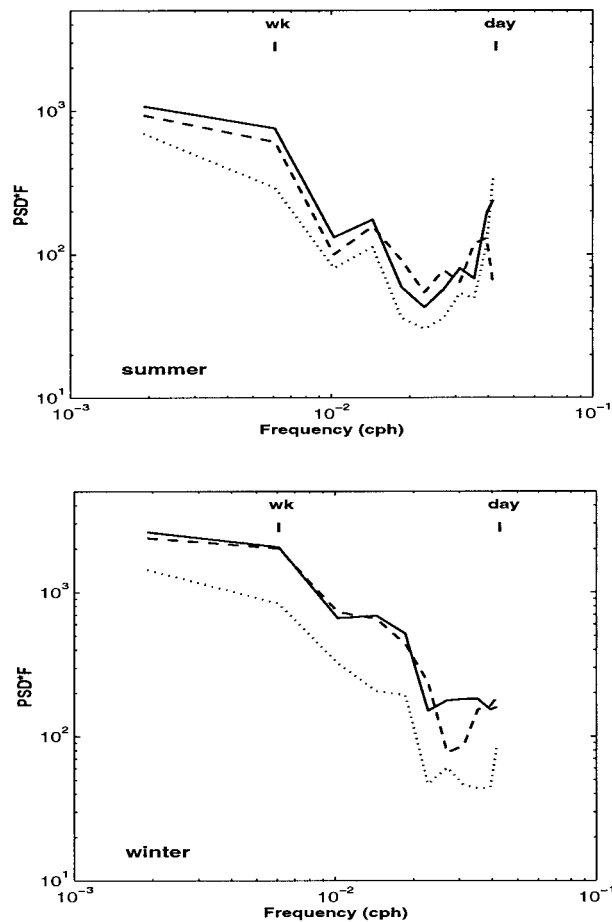 wk day
10³
PSD*F
10²
summer
10¹
10⁻³ 10⁻² 10⁻¹
Frequency (cph)
wk day
10³
PSD*F
10²
winter
10¹
10⁻³ 10⁻² 10⁻¹
Frequency (cph)